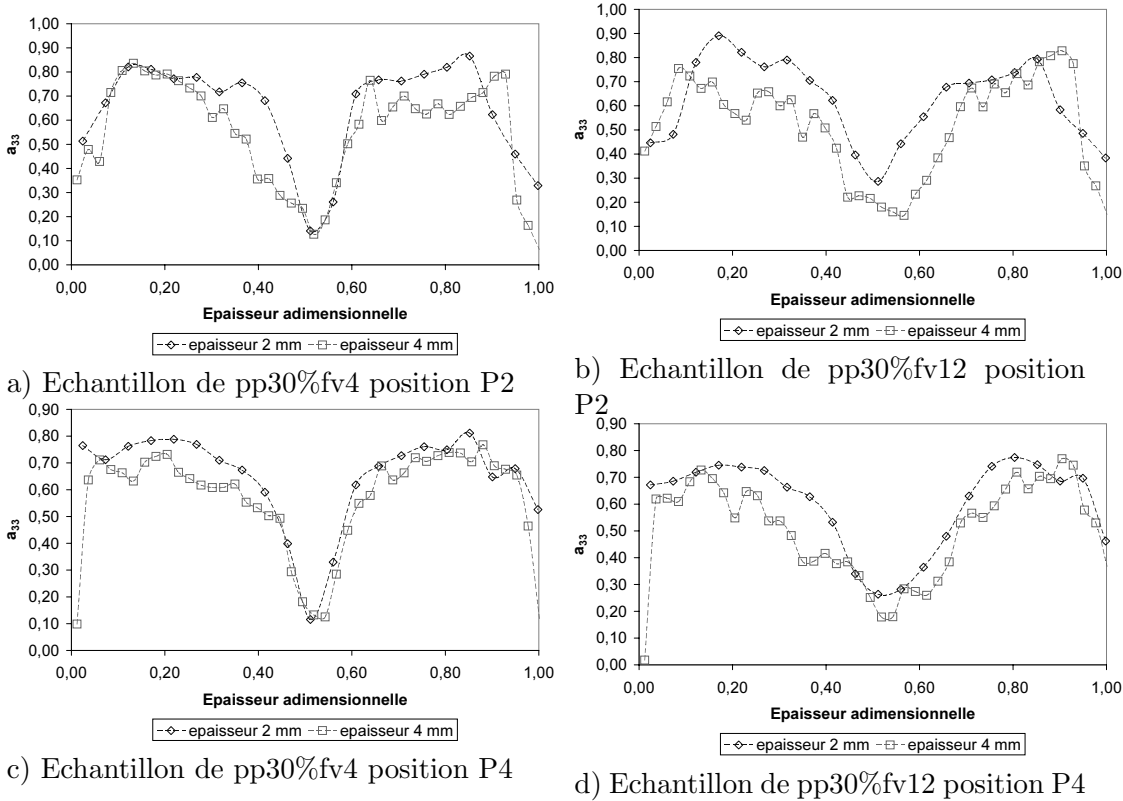 1,00
0,90
0,80
0,70
0,60
0,50
0,40
0,30
0,20
0,10
0,00
a33
0,00 0,20 0,40 0,60 0,80 1,00
Epaisseur adimensionnelle
epaisseur 2 mm epaisseur 4 mm
a) Echantillon de pp30%fv4 position P2
1,00
0,90
0,80
0,70
0,60
0,50
0,40
0,30
0,20
0,10
0,00
a33
0,00 0,20 0,40 0,60 0,80 1,00
Epaisseur adimensionnelle
epaisseur 2 mm epaisseur 4 mm
b) Echantillon de pp30%fv12 position
P2
0,90
0,80
0,70
0,60
0,50
0,40
0,30
0,20
0,10
0,00
a33
0,00 0,20 0,40 0,60 0,80 1,00
Epaisseur adimensionnelle
epaisseur 2 mm epaisseur 4 mm
c) Echantillon de pp30%fv4 position P4
0,90
0,80
0,70
0,60
0,50
0,40
0,30
0,20
0,10
0,00
a33
0,00 0,20 0,40 0,60 0,80 1,00
Epaisseur adimensionnelle
epaisseur 2 mm epaisseur 4 mm
d) Echantillon de pp30%fv12 position P4